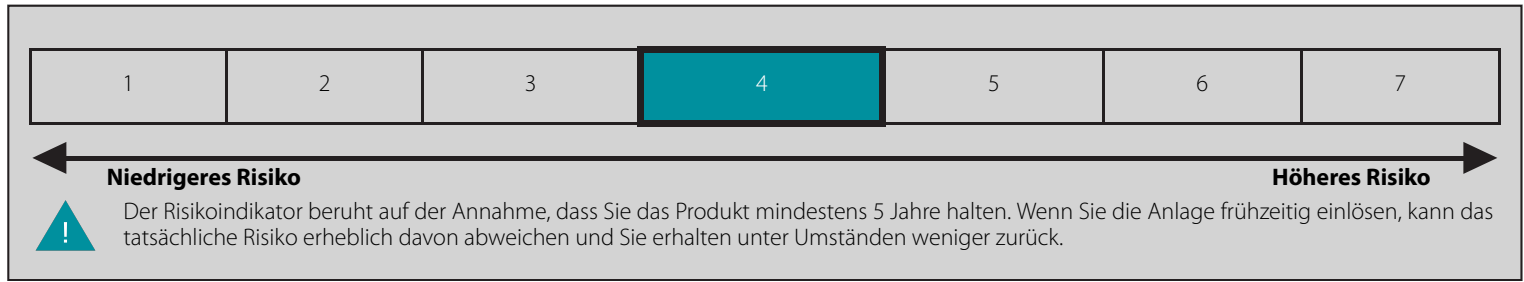 1 2 3 4 5 6 7
Niedrigeres Risiko Höheres Risiko
Der Risikoindikator beruht auf der Annahme, dass Sie das Produkt mindestens 5 Jahre halten. Wenn Sie die Anlage frühzeitig einlösen, kann das
! tatsächliche Risiko erheblich davon abweichen und Sie erhalten unter Umständen weniger zurück.